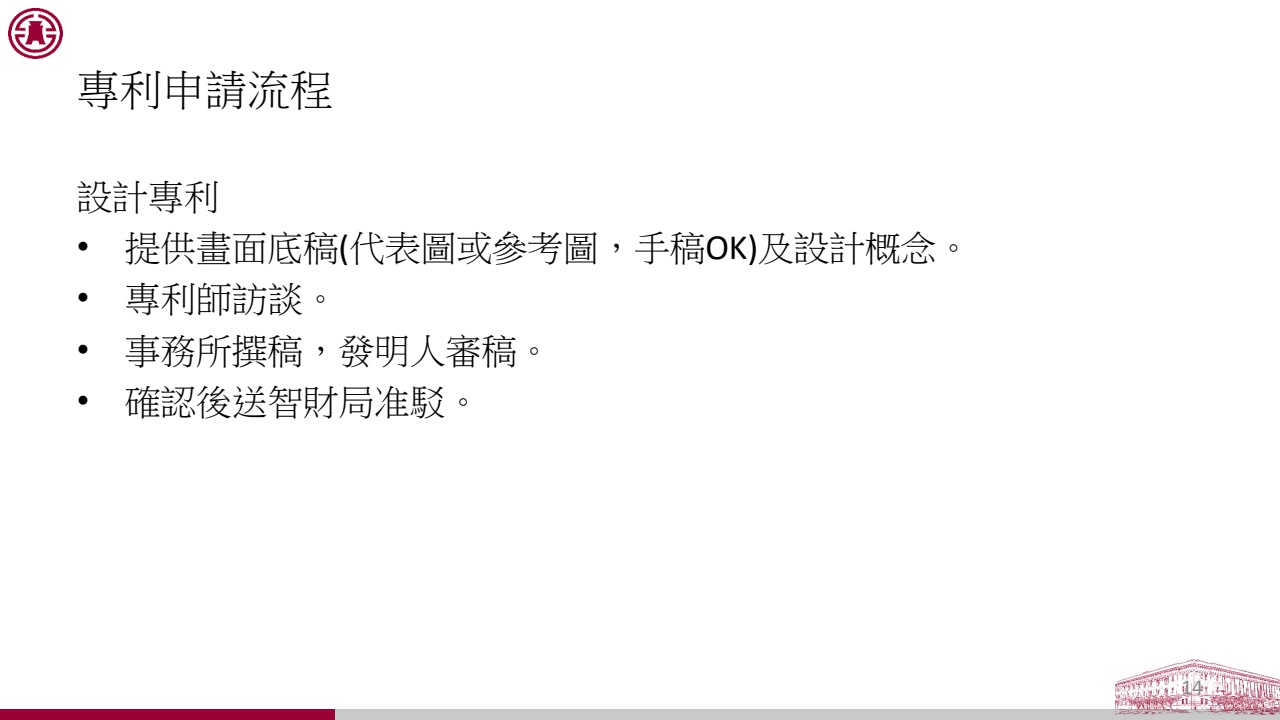 專利申請流程
設計專利
• 提供畫面底稿(代表圖或參考圖，手稿OK)及設計概念。
• 專利師訪談。
• 事務所撰稿，發明人審稿。
• 確認後送智財局准駁。
14